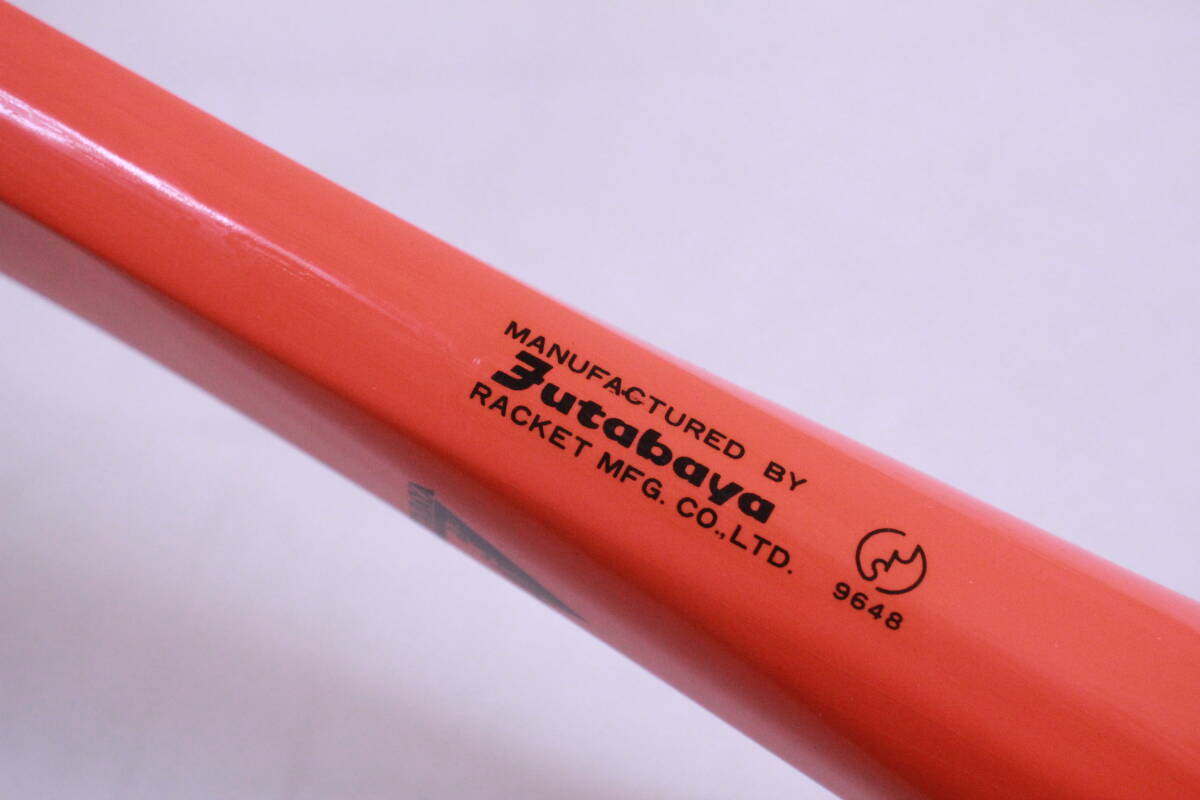 MANUFACTURED BY
Futabaya
RACKET MFG. CO.,LTD.
9648